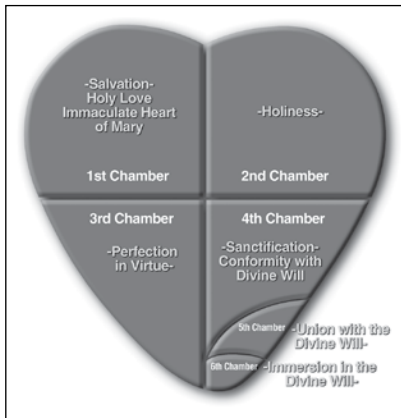 -Salvation-
Holy Love
Immaculate Heart
of Mary
1st Chamber
-Holiness-
2nd Chamber
3rd Chamber
-Perfection
in Virtue-
4th Chamber
-Sanctification-
Conformity with
Divine Will
5th Chamber
-Union with the
Divine Will-
6th Chamber
-Immersion in the
Divine Will-